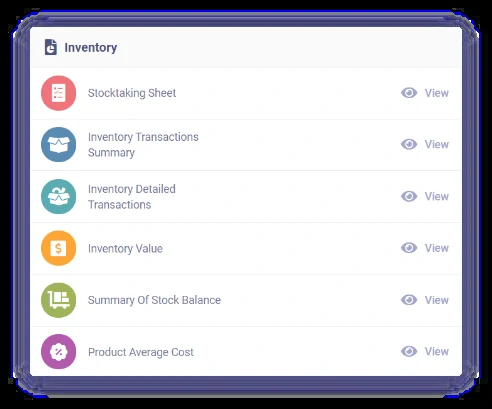 Inventory
Stocktaking Sheet
View
Inventory Transactions
Summary
View
Inventory Detailed
Transactions
View
Inventory Value
View
Summary Of Stock Balance
View
Product Average Cost
View